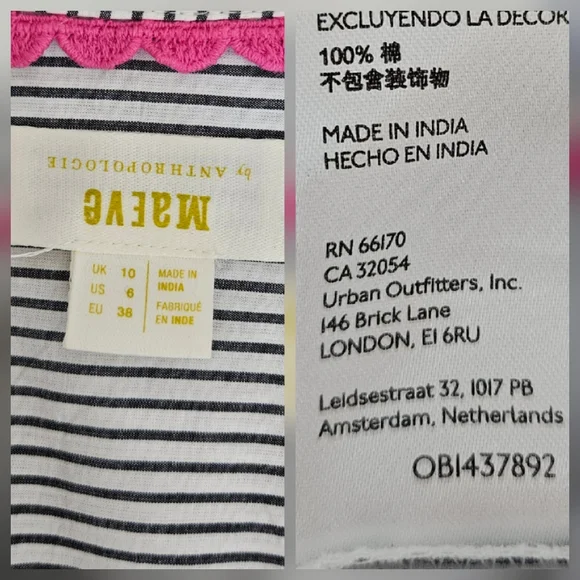 by ANTHROPOLOGIE
MaEVe
UK 10
US 6
EU 38
MADE IN
INDIA
FABRIQUÉ
EN INDE
EXCLUYENDO LA DECOR
100% 棉
不包含装饰物
MADE IN INDIA
HECHO EN INDIA
RN 66170
CA 32054
Urban Outfitters, Inc.
146 Brick Lane
LONDON, E1 6RU
Leidsestraat 32, 1017 PB
Amsterdam, Netherlands
OB1437892